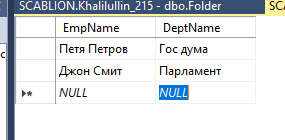 SCABLION.Khalilullin_215 - dbo.Folder
SCA
EmpName DeptName
Петя Петров Гос дума
Джон Смит Парламент
NULL NULL